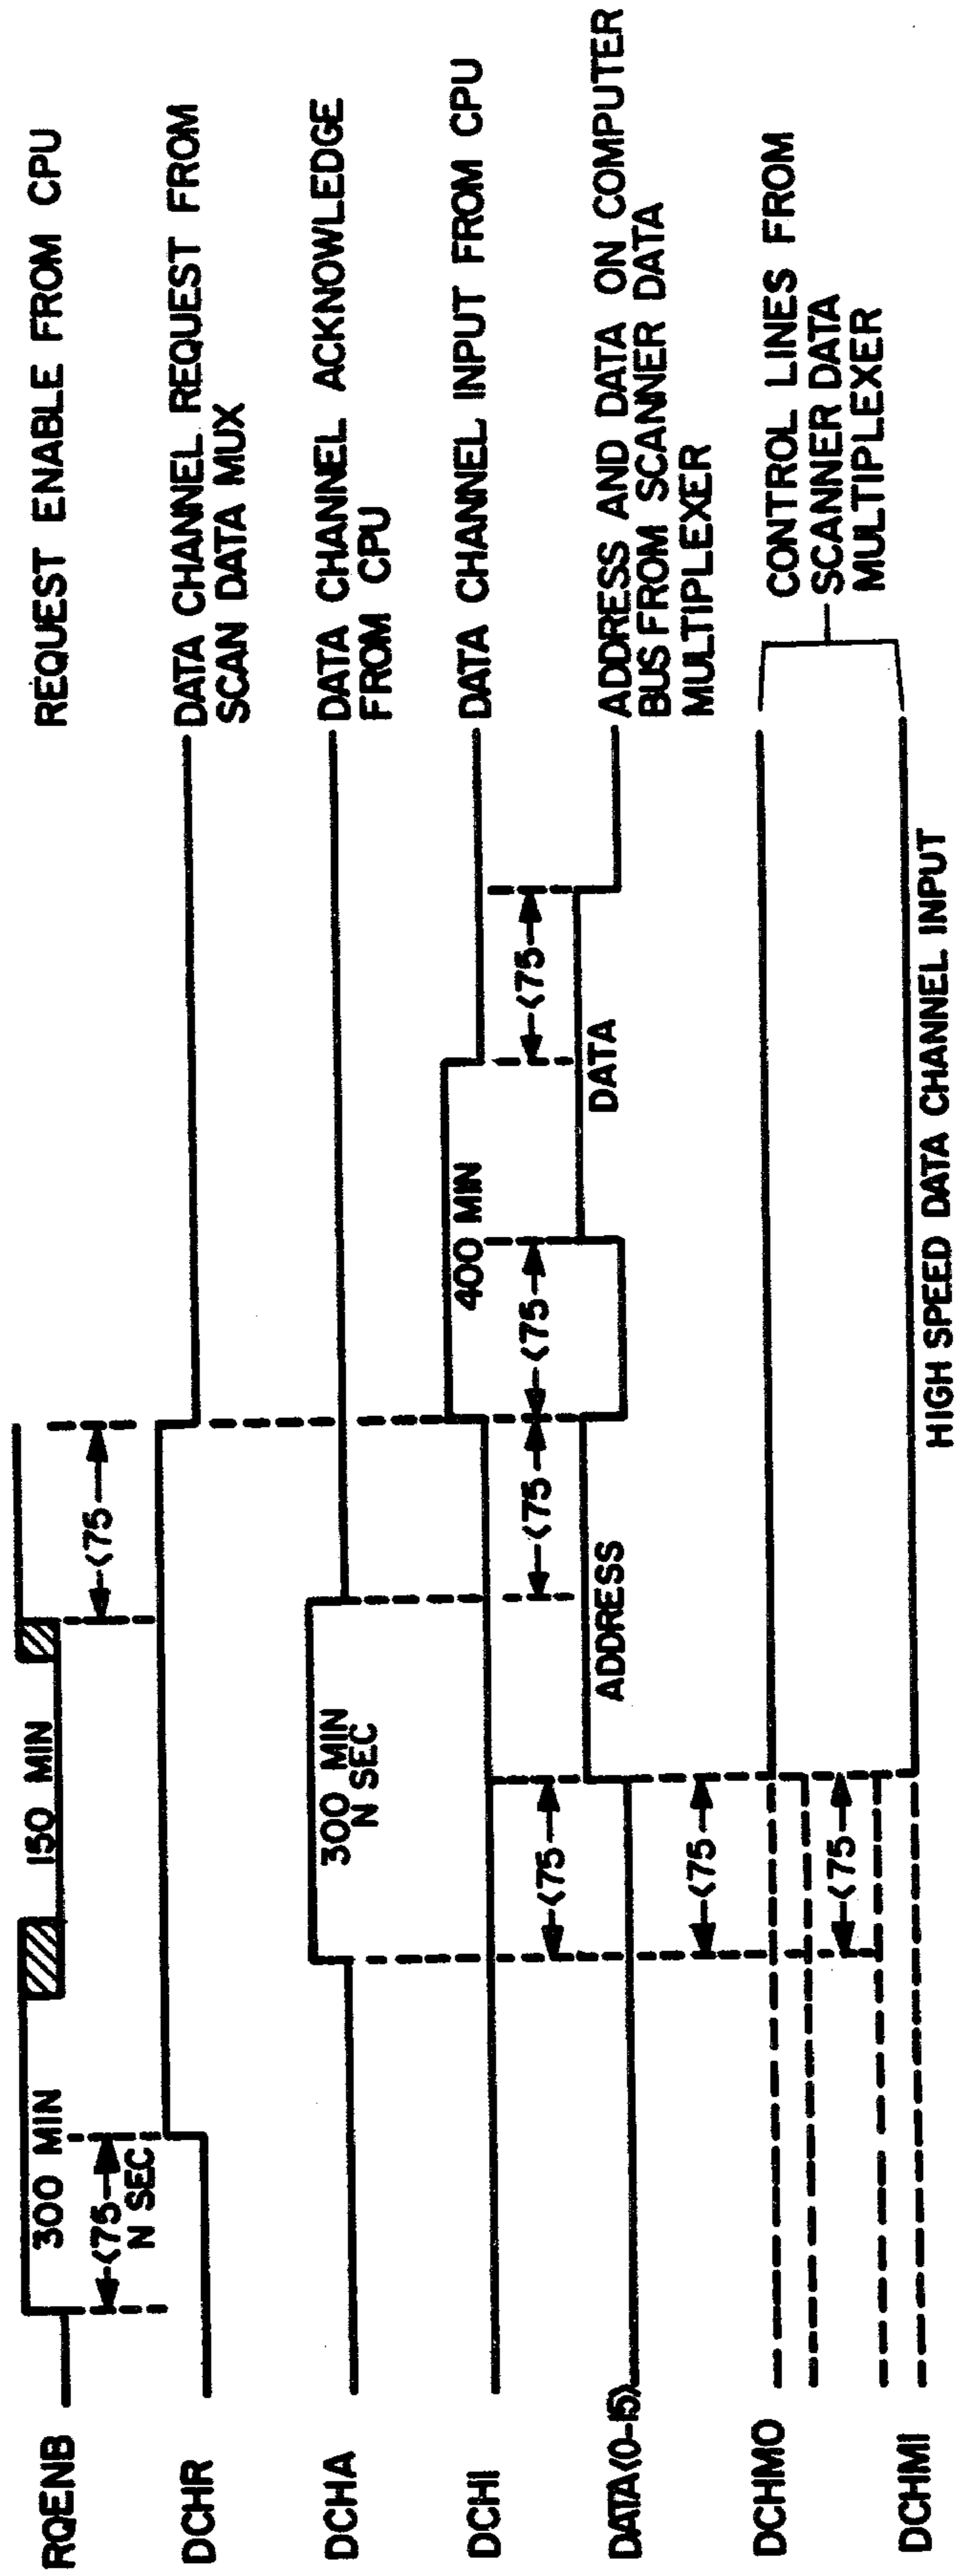 RQENB
300 MIN
<75
N SEC
150 MIN
<75
REQUEST ENABLE FROM CPU
DCHR
DATA CHANNEL REQUEST FROM
SCAN DATA MUX
DCHA
300 MIN
N SEC
DATA CHANNEL ACKNOWLEDGE
FROM CPU
DCHI
400 MIN
DATA CHANNEL INPUT FROM CPU
<75
<75
<75
<75
DATA<0-15>
ADDRESS
DATA
ADDRESS AND DATA ON COMPUTER
BUS FROM SCANNER DATA
MULTIPLEXER
<75
<75
DCHMO
DCHMI
CONTROL LINES FROM
SCANNER DATA
MULTIPLEXER
HIGH SPEED DATA CHANNEL INPUT